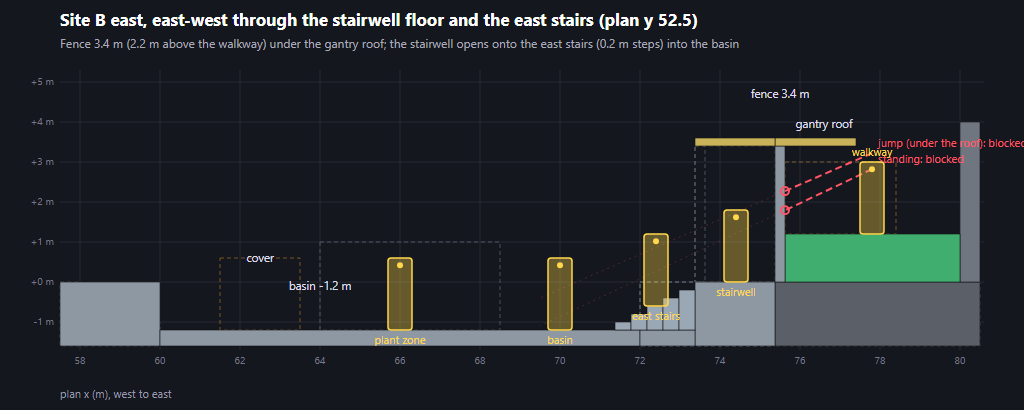 Site B east, east-west through the stairwell floor and the east stairs (plan y 52.5)
Fence 3.4 m (2.2 m above the walkway) under the gantry roof; the stairwell opens onto the east stairs (0.2 m steps) into the basin
+5 m
fence 3.4 m
+4 m
gantry roof
jump (under the roof): blocked
walkway
standing: blocked
+3 m
+2 m
+1 m
cover
+0 m
basin -1.2 m
stairwell
east stairs
-1 m
plant zone
basin
58 60 62 64 66 68 70 72 74 76 78 80
plan x (m), west to east